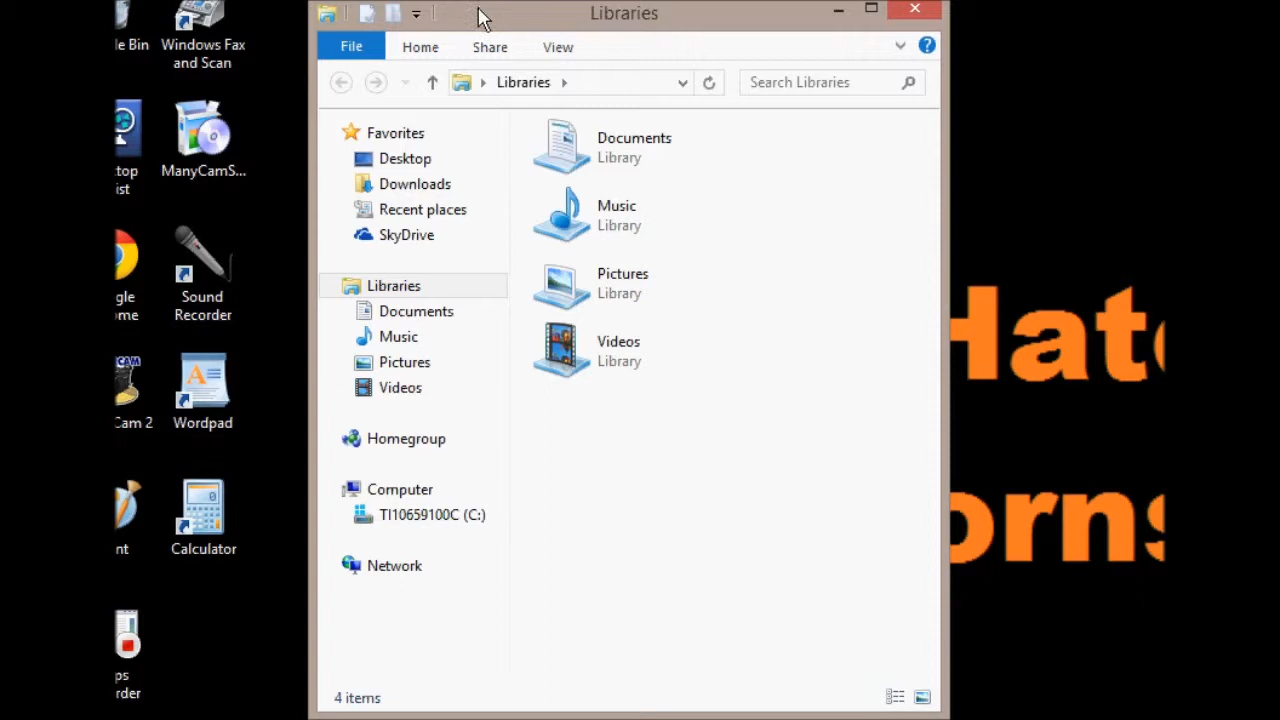 Libraries
File Home Share View
Libraries
Search Libraries
Favorites
Desktop
Downloads
Recent places
SkyDrive
Libraries
Documents
Music
Pictures
Videos
Homegroup
Computer
TI10659100C (C:)
Network
Documents
Library
Music
Library
Pictures
Library
Videos
Library
4 items
le Bin
Windows Fax
and Scan
top
ist
ManyCamS...
gle
ome
Sound
Recorder
Cam 2
Wordpad
nt
Calculator
ps
rder
Hat
orns